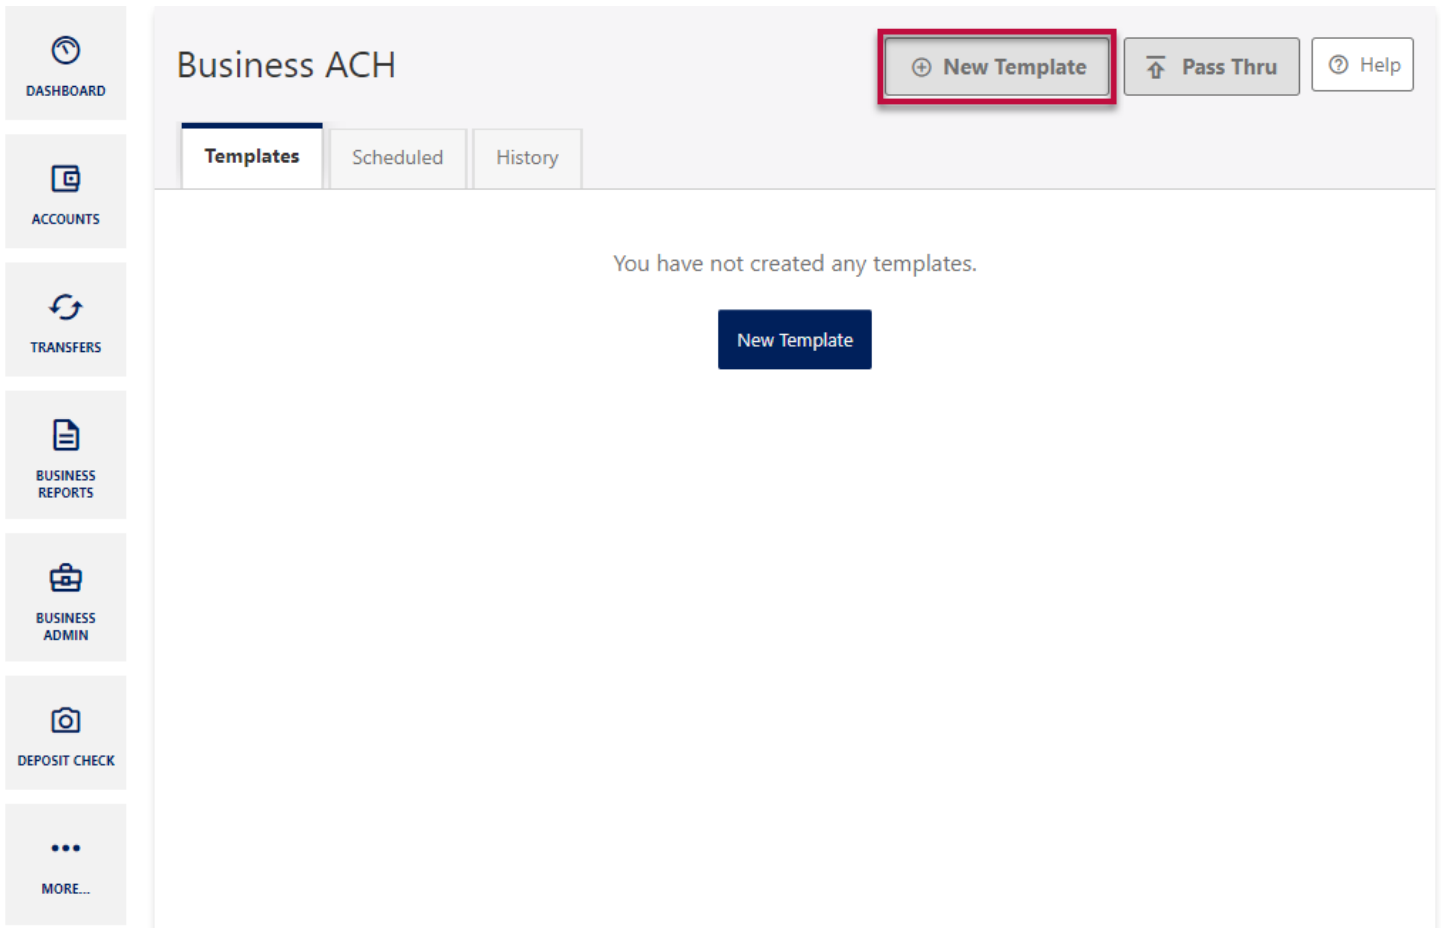 DASHBOARD
ACCOUNTS
TRANSFERS
BUSINESS
REPORTS
BUSINESS
ADMIN
DEPOSIT CHECK
MORE...
Business ACH
New Template
Pass Thru
Help
Templates
Scheduled
History
You have not created any templates.
New Template